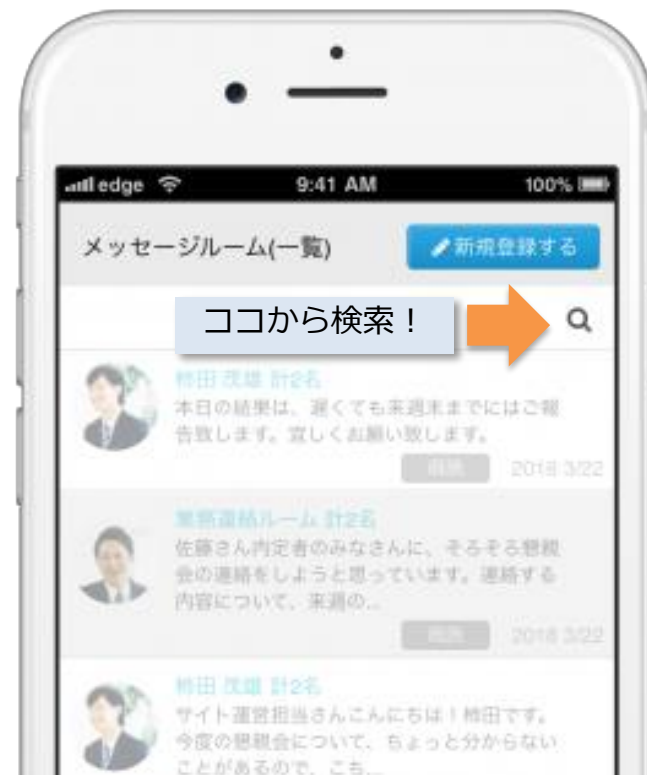 edge 9:41 AM 100%
メッセージルーム(一覧) 新規登録する
ココから検索！
柿田 茂雄 計2名
本日の結果は、遅くても来週末までにはご報
告致します。宜しくお願い致します。
2018 3/22
業務連絡ルーム 計2名
佐藤さん内定者のみなさんに、そろそろ懇親
会の連絡をしようと思っています。連絡する
内容について、来週の...
2018 3/22
柿田 茂雄 計2名
サイト運営担当さんこんにちは！柿田です。
今度の懇親会について、ちょっと分からない
ことがあるので、こち...